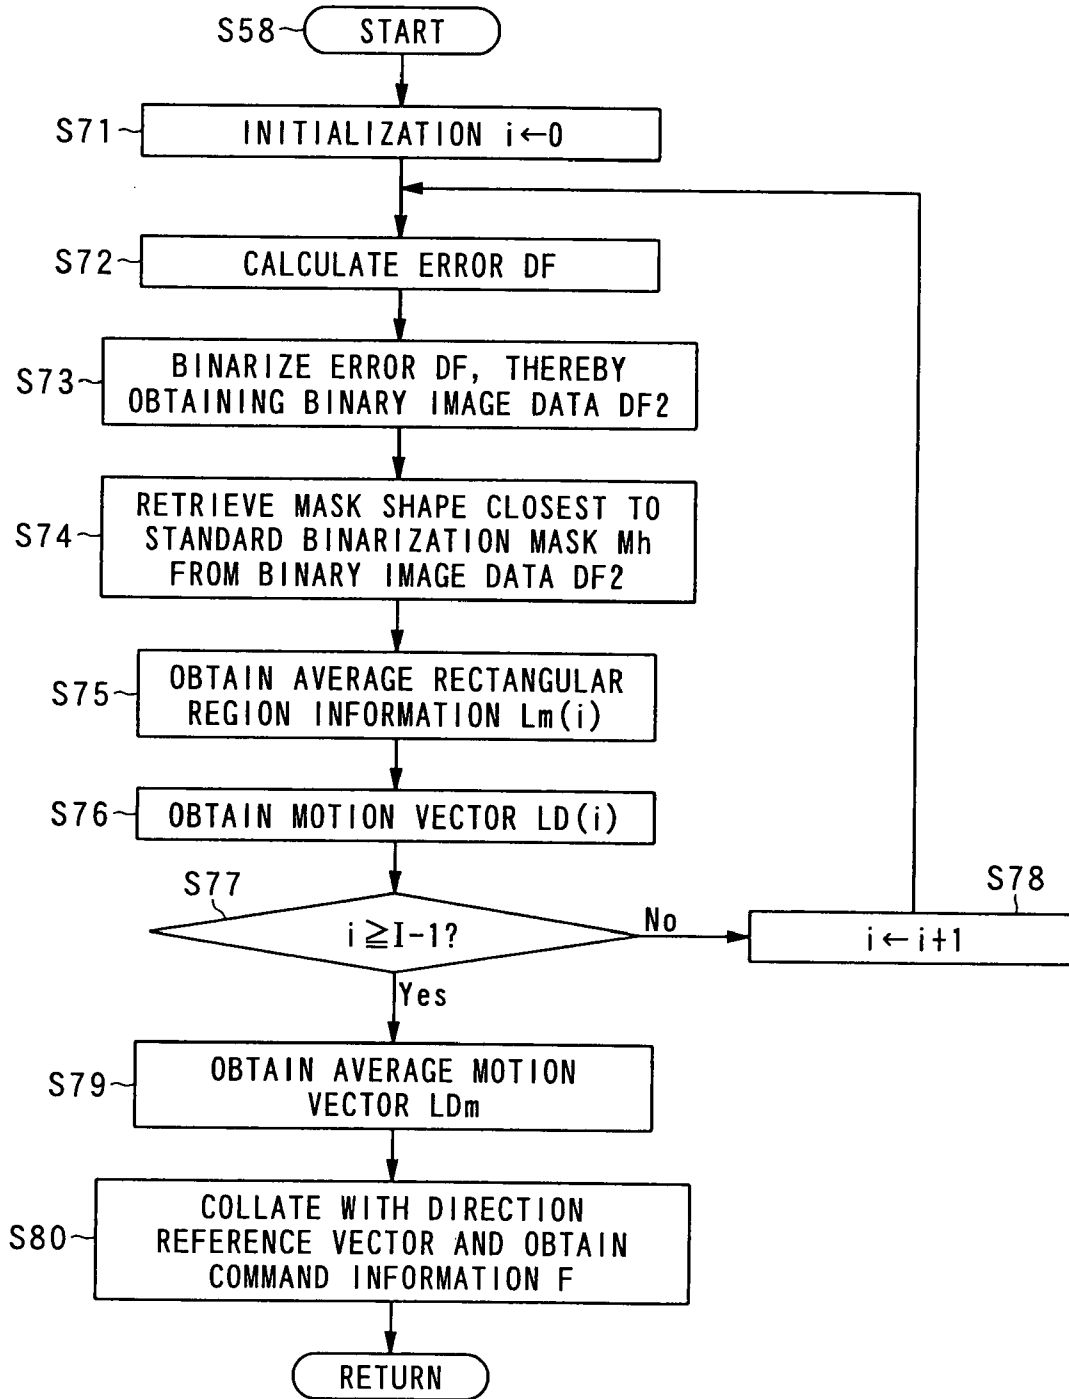 S58
START
S71
INITIALIZATION i←0
S72
CALCULATE ERROR DF
S73
BINARIZE ERROR DF, THEREBY
OBTAINING BINARY IMAGE DATA DF2
S74
RETRIEVE MASK SHAPE CLOSEST TO
STANDARD BINARIZATION MASK Mh
FROM BINARY IMAGE DATA DF2
S75
OBTAIN AVERAGE RECTANGULAR
REGION INFORMATION Lm(i)
S76
OBTAIN MOTION VECTOR LD(i)
S77
i≧I-1?
No
S78
i←i+1
Yes
S79
OBTAIN AVERAGE MOTION
VECTOR LDm
S80
COLLATE WITH DIRECTION
REFERENCE VECTOR AND OBTAIN
COMMAND INFORMATION F
RETURN